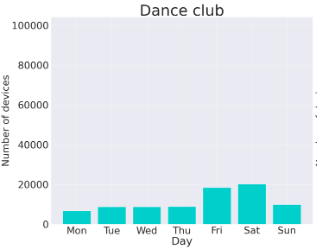 Dance club
100000
80000
60000
40000
20000
0
Number of devices
Mon Tue Wed Thu Fri Sat Sun
Day